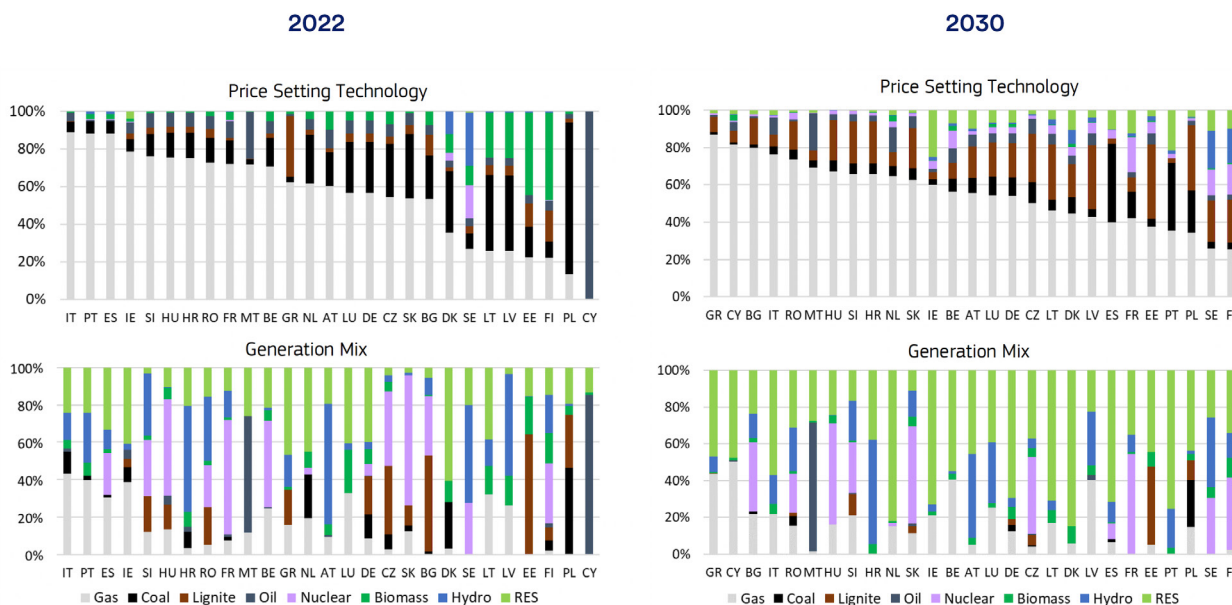 2022
2030
Price Setting Technology
100%
80%
60%
40%
20%
0%
IT PT ES IE SI HU HR RO FR MT BE GR NL AT LU DE CZ SK BG DK SE LT LV EE FI PL CY
Generation Mix
100%
80%
60%
40%
20%
0%
IT PT ES IE SI HU HR RO FR MT BE GR NL AT LU DE CZ SK BG DK SE LT LV EE FI PL CY
Gas Coal Lignite Oil Nuclear Biomass Hydro RES
Price Setting Technology
100%
80%
60%
40%
20%
0%
GR CY BG IT RO MT HU SI HR NL SK IE BE AT LU DE CZ LT DK LV ES FR EE PT PL SE F
Generation Mix
100%
80%
60%
40%
20%
0%
GR CY BG IT RO MT HU SI HR NL SK IE BE AT LU DE CZ LT DK LV ES FR EE PT PL SE F
Gas Coal Lignite Oil Nuclear Biomass Hydro RES